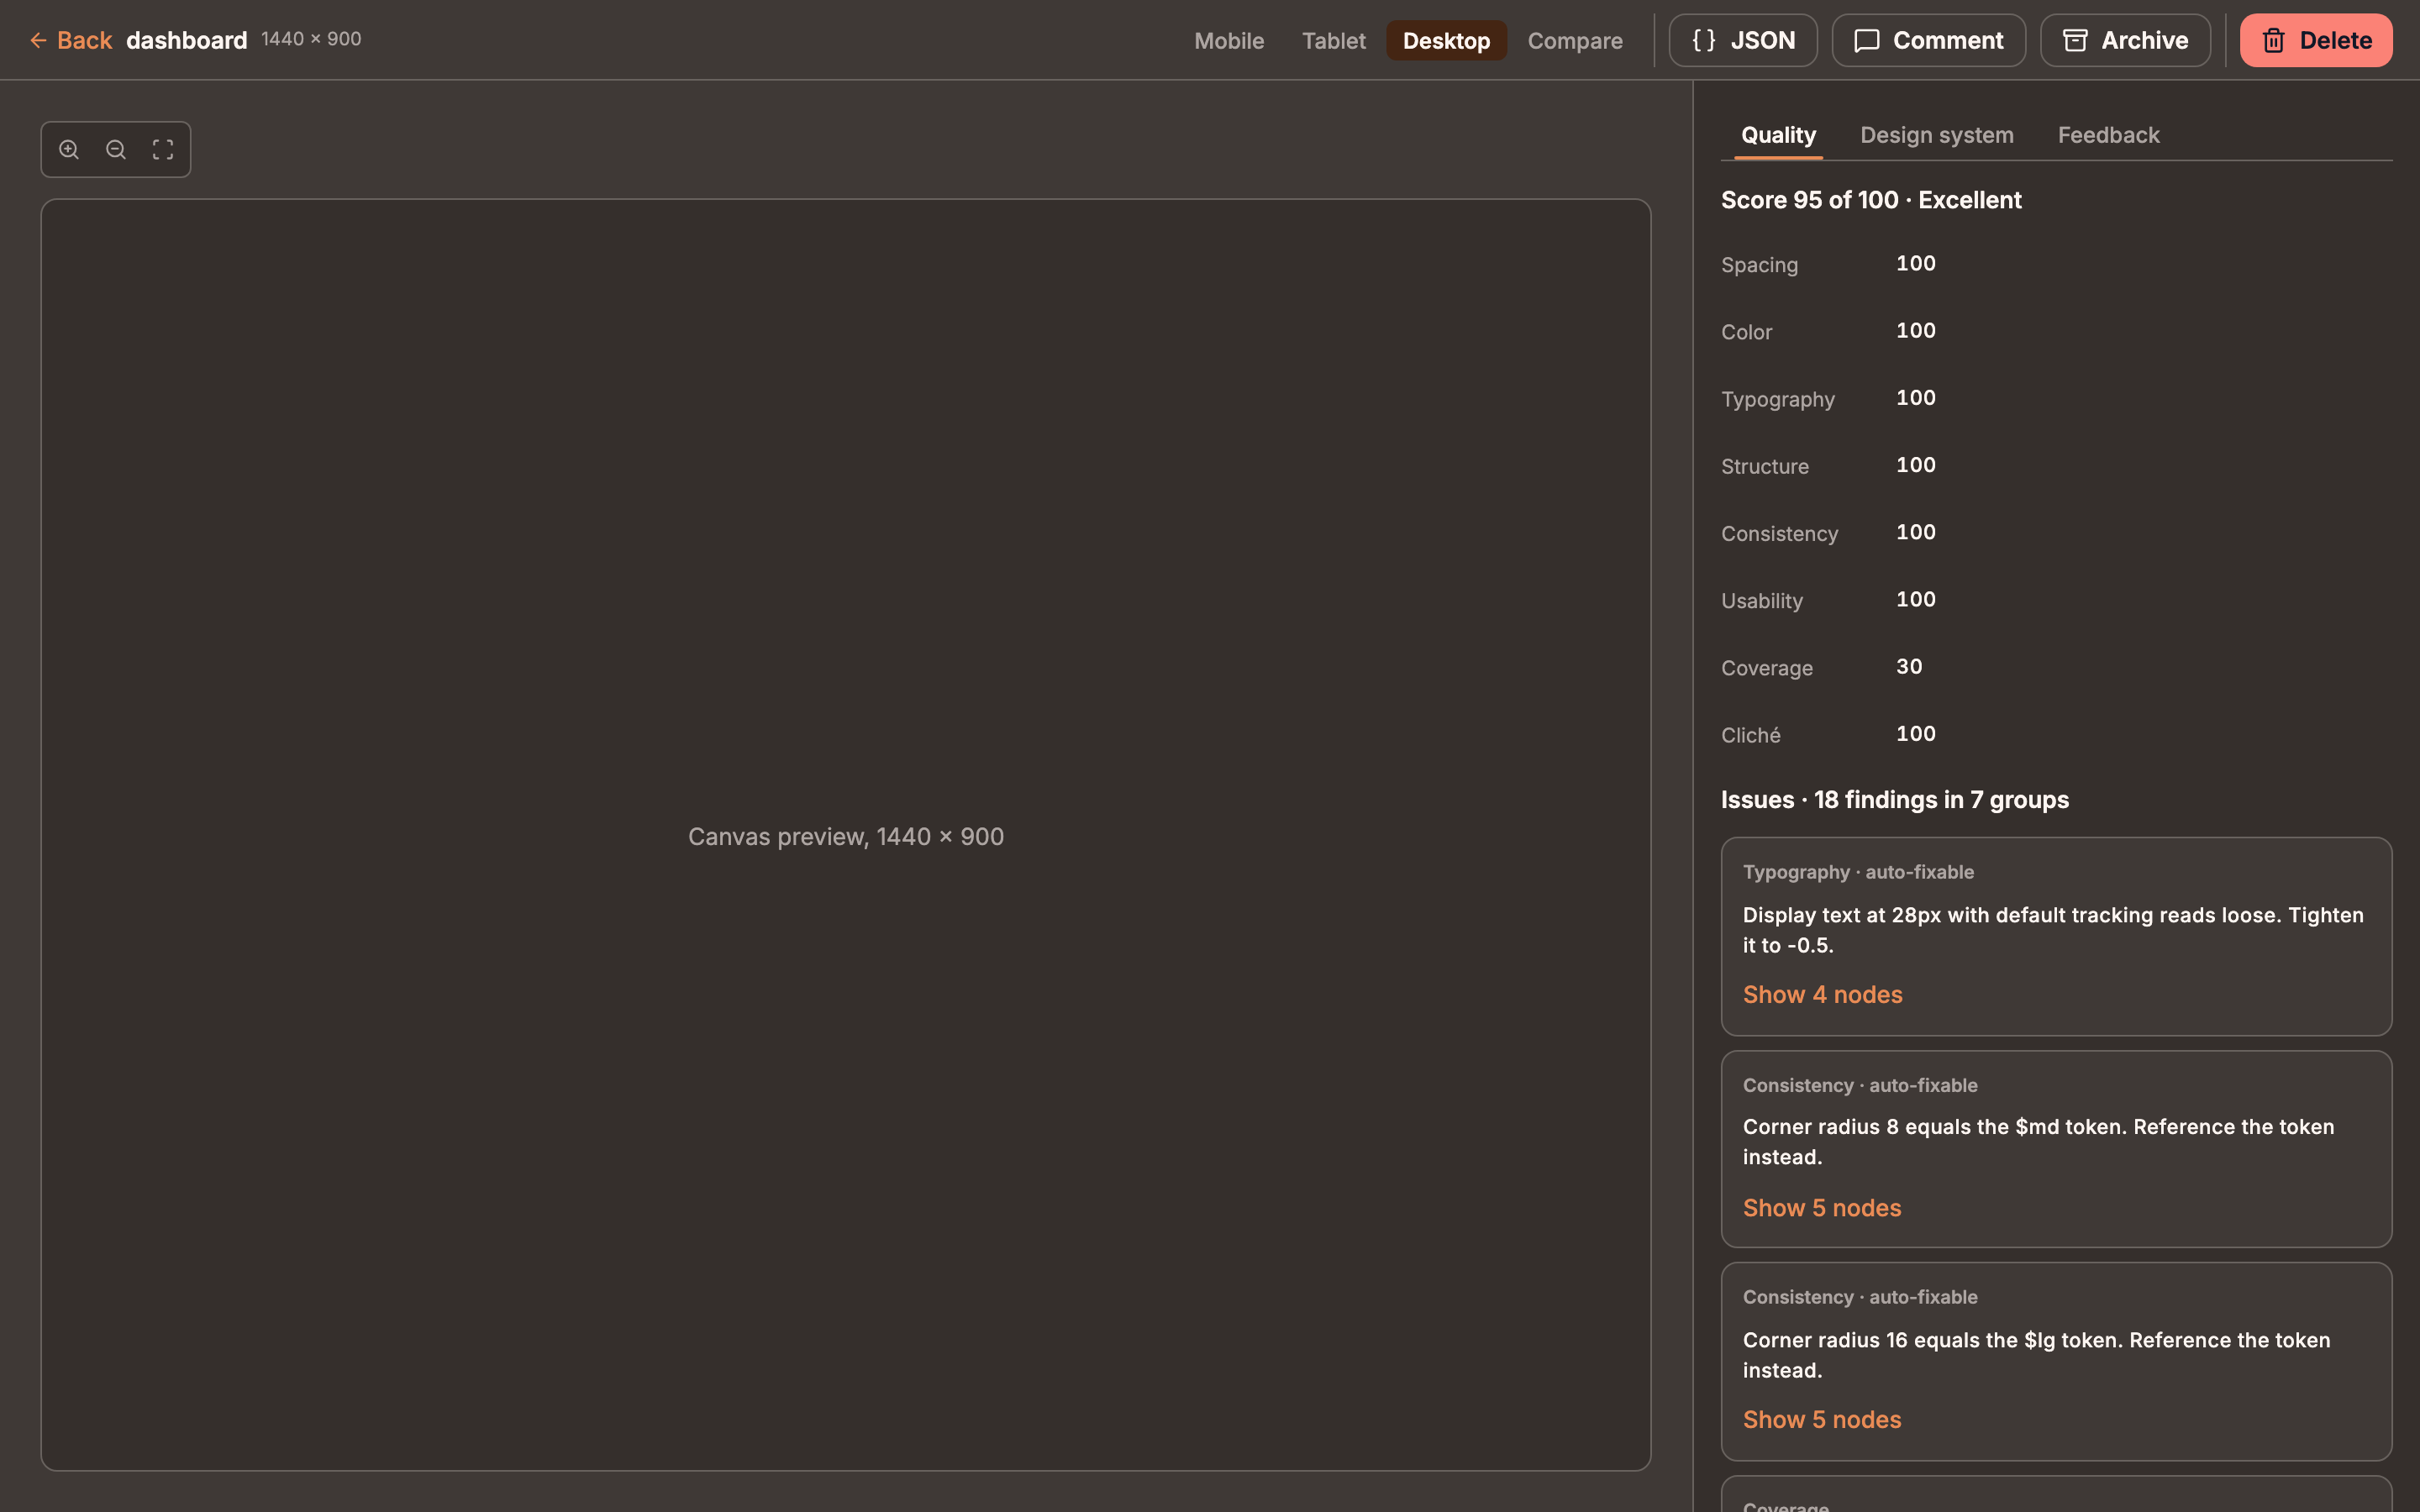 Back dashboard 1440 × 900
Mobile Tablet Desktop Compare
JSON Comment Archive Delete
Canvas preview, 1440 × 900
Quality Design system Feedback
Score 95 of 100 · Excellent
Spacing 100
Color 100
Typography 100
Structure 100
Consistency 100
Usability 100
Coverage 30
Cliché 100
Issues · 18 findings in 7 groups
Typography · auto-fixable
Display text at 28px with default tracking reads loose. Tighten
it to -0.5.
Show 4 nodes
Consistency · auto-fixable
Corner radius 8 equals the $md token. Reference the token
instead.
Show 5 nodes
Consistency · auto-fixable
Corner radius 16 equals the $lg token. Reference the token
instead.
Show 5 nodes
Coverage